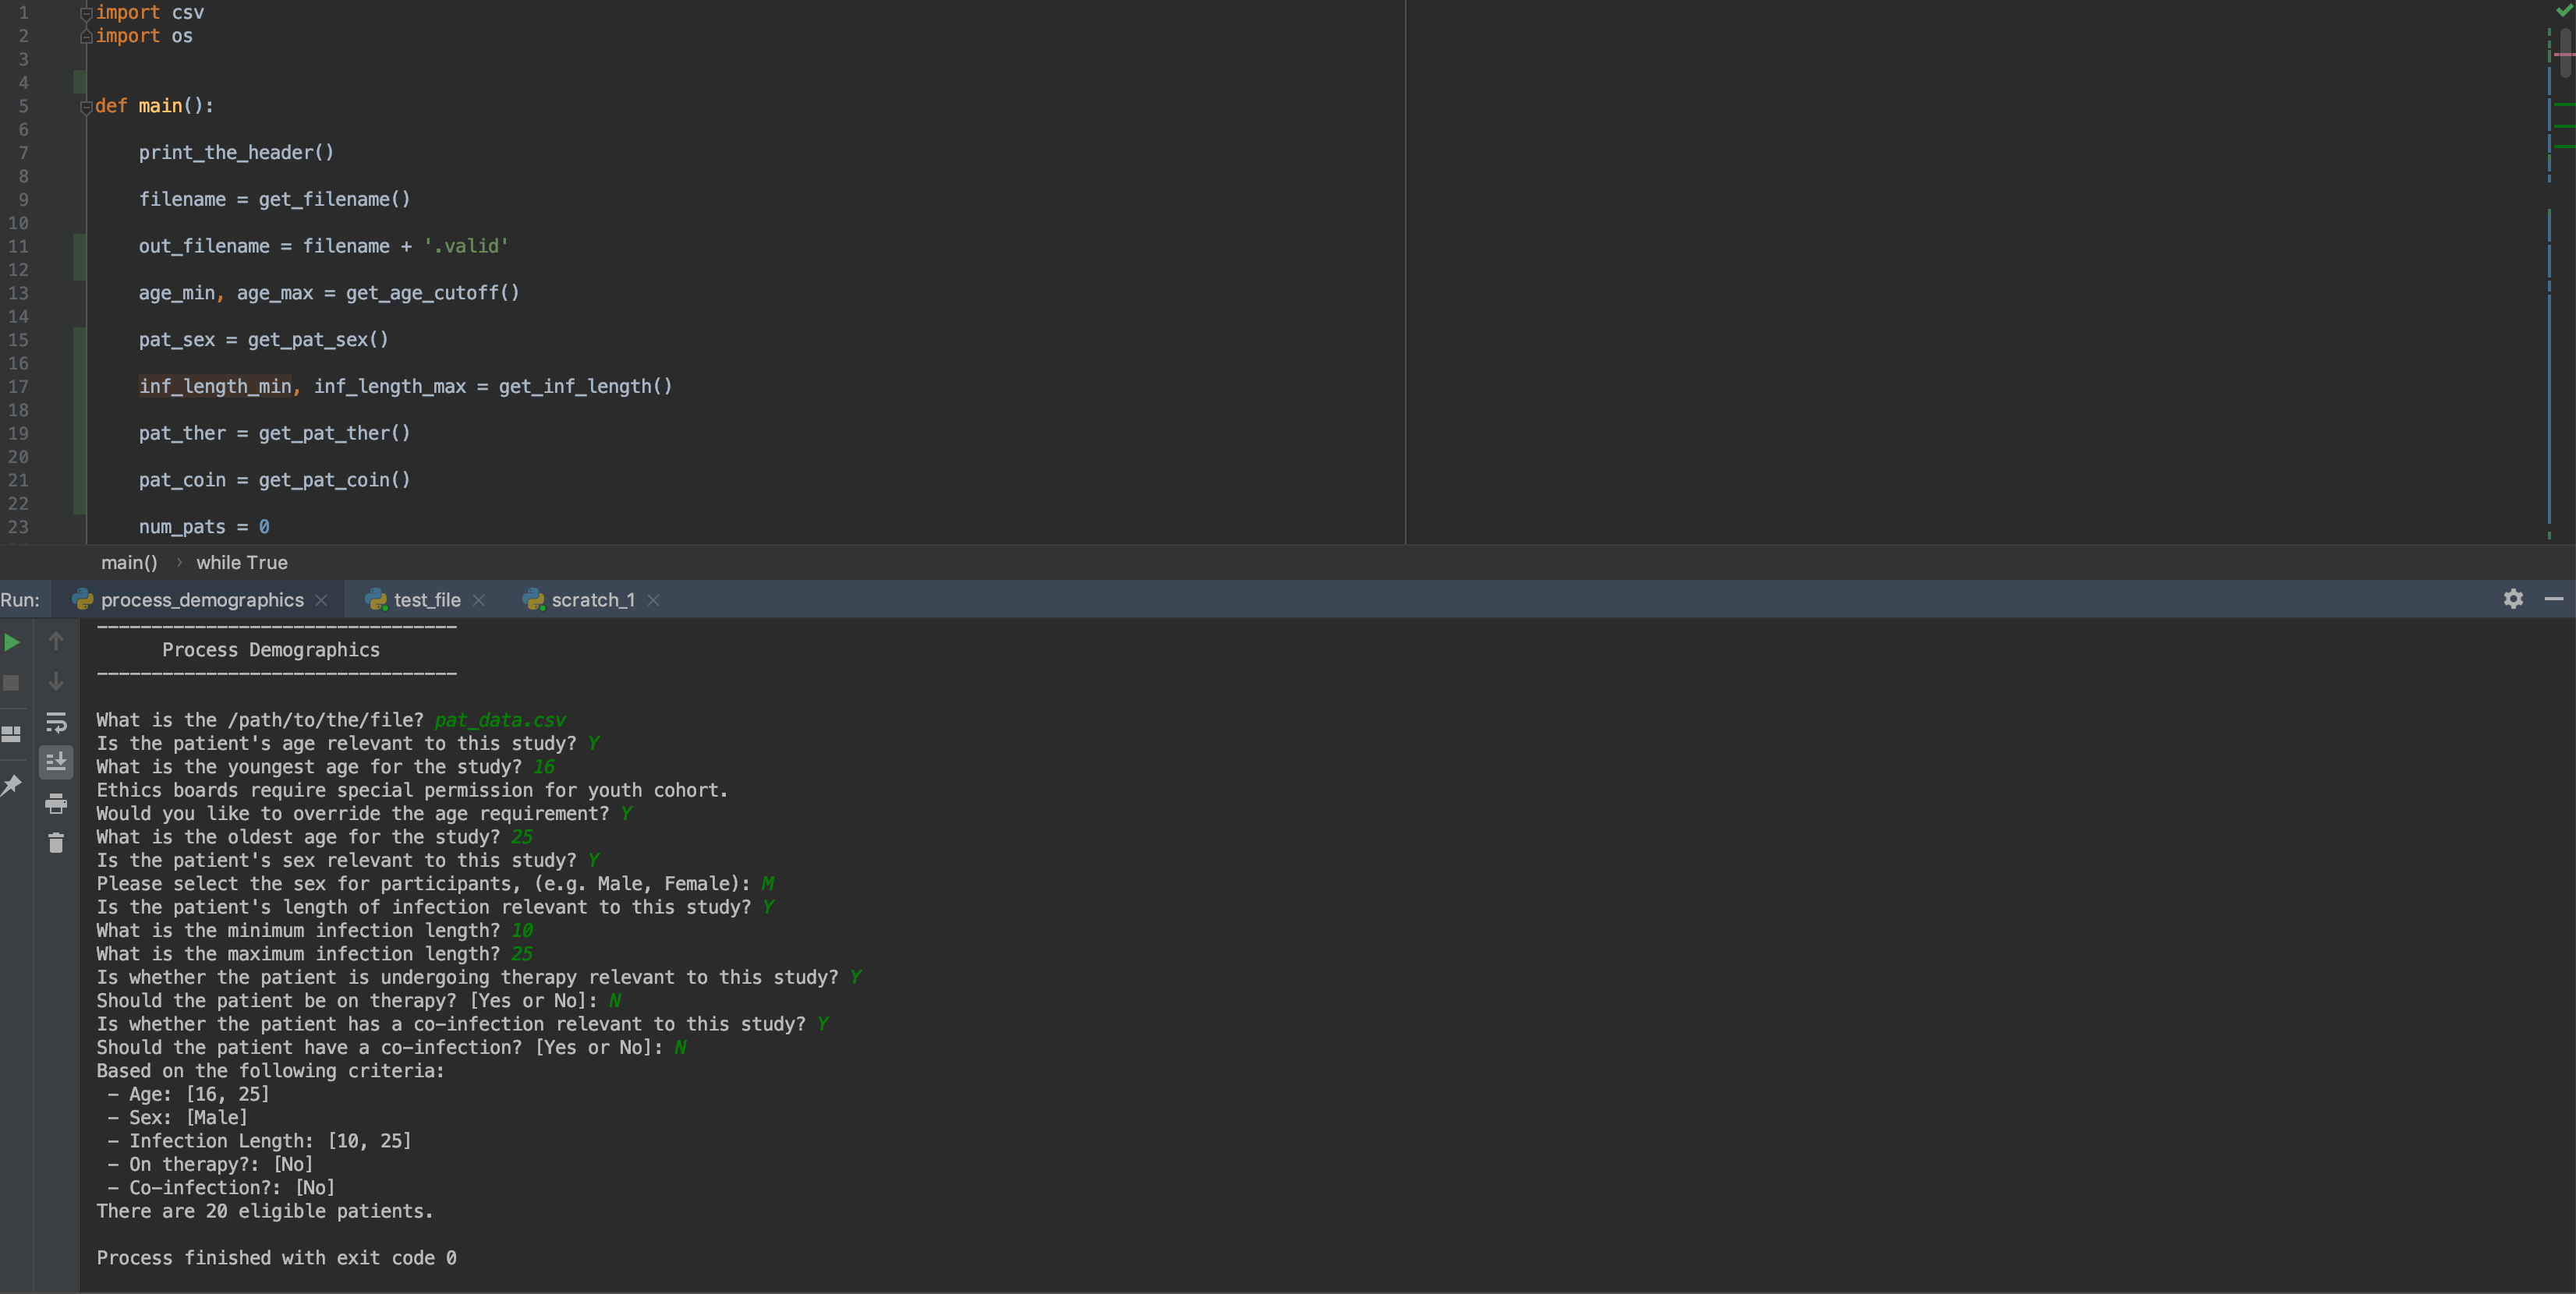 1 import csv
2 import os
3
4
5 def main():
6
7 print_the_header()
8
9 filename = get_filename()
10
11 out_filename = filename + '.valid'
12
13 age_min, age_max = get_age_cutoff()
14
15 pat_sex = get_pat_sex()
16
17 inf_length_min, inf_length_max = get_inf_length()
18
19 pat_ther = get_pat_ther()
20
21 pat_coin = get_pat_coin()
22
23 num_pats = 0
main() › while True
Run: process_demographics × test_file × scratch_1 ×
---------------------------------
Process Demographics
---------------------------------
What is the /path/to/the/file? pat_data.csv
Is the patient's age relevant to this study? Y
What is the youngest age for the study? 16
Ethics boards require special permission for youth cohort.
Would you like to override the age requirement? Y
What is the oldest age for the study? 25
Is the patient's sex relevant to this study? Y
Please select the sex for participants, (e.g. Male, Female): M
Is the patient's length of infection relevant to this study? Y
What is the minimum infection length? 10
What is the maximum infection length? 25
Is whether the patient is undergoing therapy relevant to this study? Y
Should the patient be on therapy? [Yes or No]: N
Is whether the patient has a co-infection relevant to this study? Y
Should the patient have a co-infection? [Yes or No]: N
Based on the following criteria:
- Age: [16, 25]
- Sex: [Male]
- Infection Length: [10, 25]
- On therapy?: [No]
- Co-infection?: [No]
There are 20 eligible patients.
Process finished with exit code 0